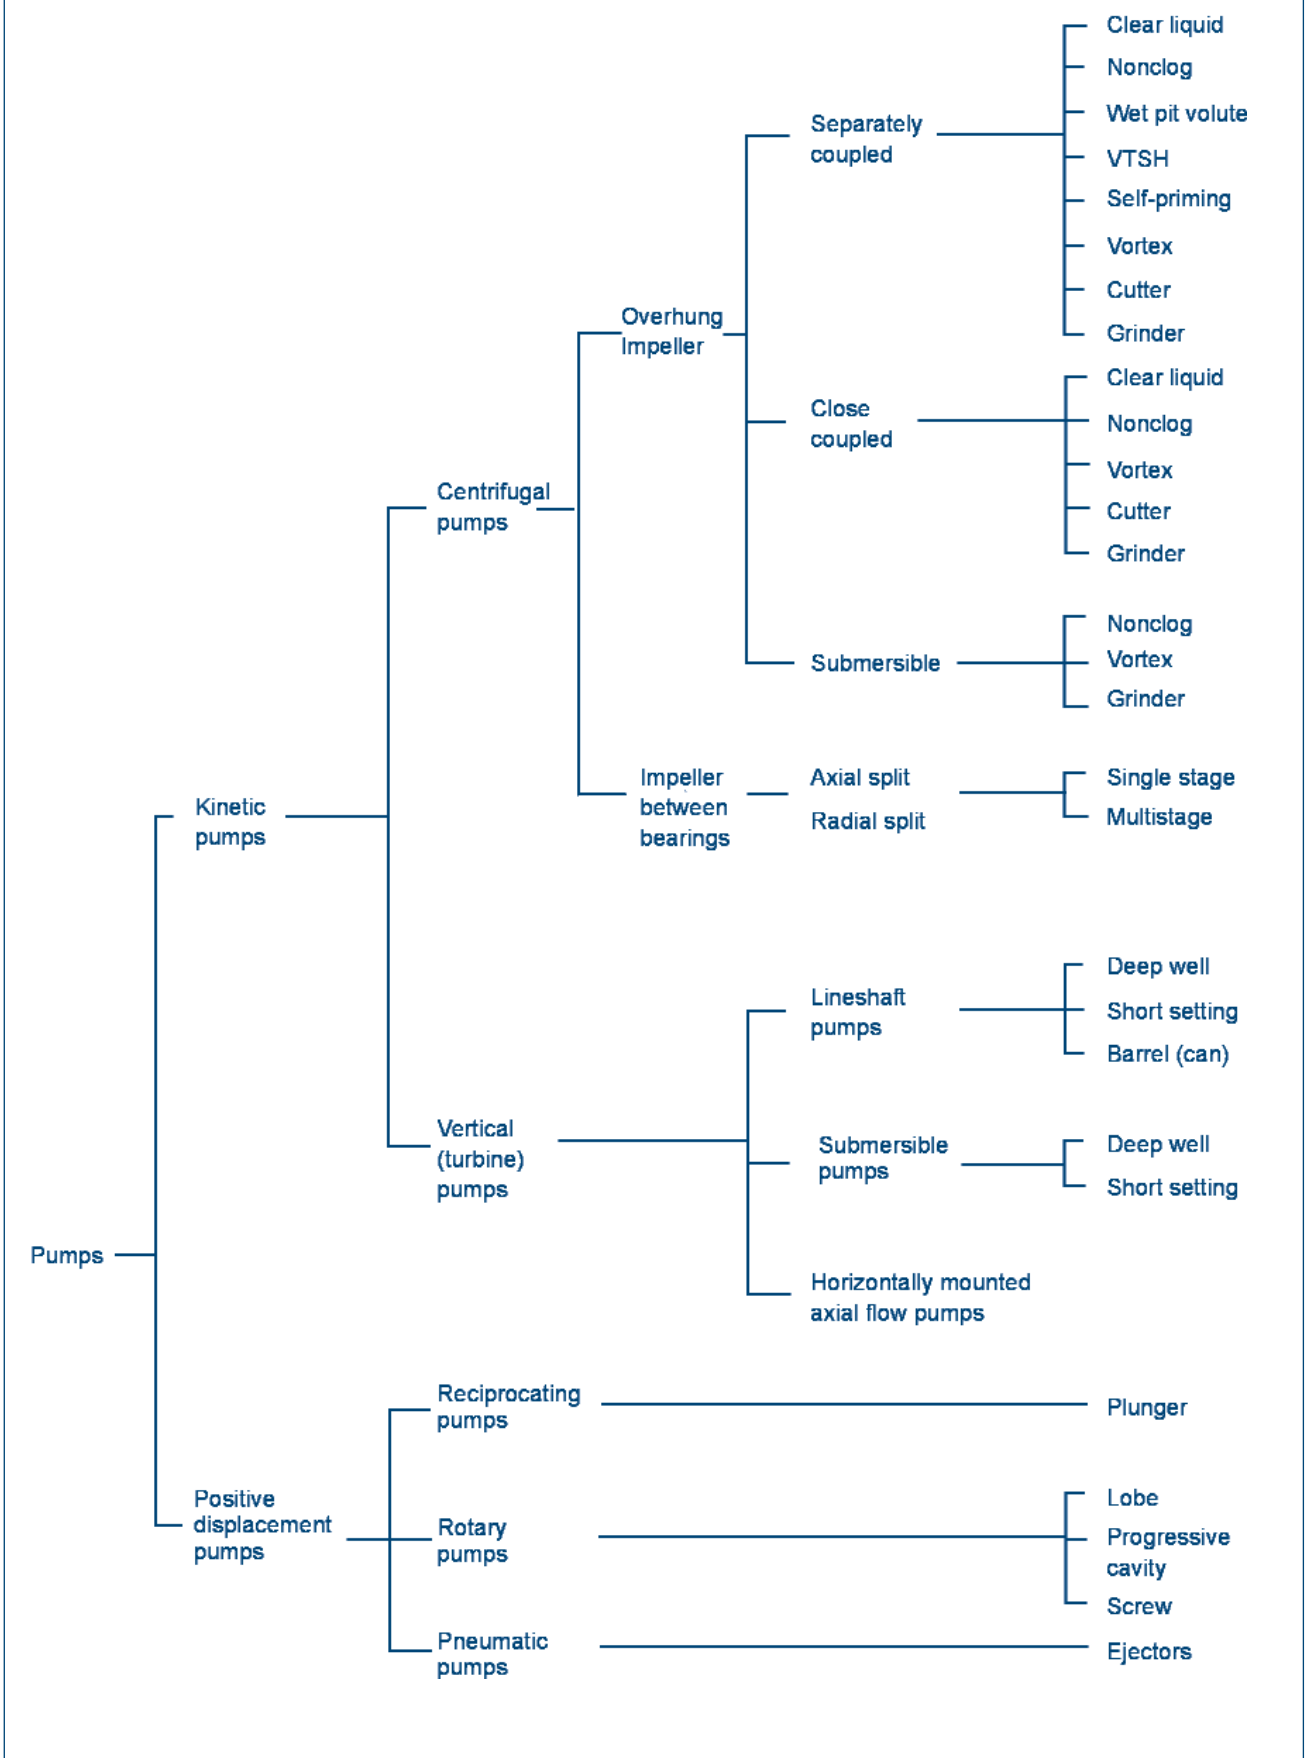 Clear liquid
Nonclog
Wet pit volute
Separately
coupled
VTSH
Self-priming
Vortex
Cutter
Overhung
Impeller
Grinder
Clear liquid
Close
coupled
Nonclog
Vortex
Centrifugal
pumps
Cutter
Grinder
Nonclog
Submersible
Vortex
Grinder
Impeller
between
bearings
Axial split
Radial split
Single stage
Multistage
Kinetic
pumps
Deep well
Lineshaft
pumps
Short setting
Barrel (can)
Vertical
(turbine)
pumps
Submersible
pumps
Deep well
Short setting
Pumps
Horizontally mounted
axial flow pumps
Reciprocating
pumps
Plunger
Positive
displacement
pumps
Lobe
Rotary
pumps
Progressive
cavity
Screw
Pneumatic
pumps
Ejectors